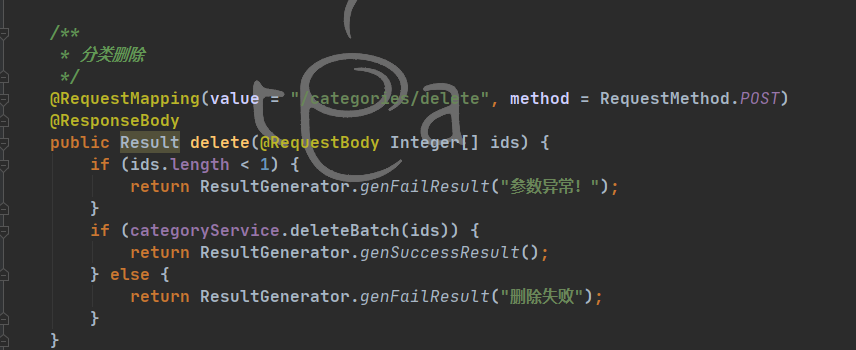 /**
 * 分类删除
 */
@RequestMapping(value = "/categories/delete", method = RequestMethod.POST)
@ResponseBody
public Result delete(@RequestBody Integer[] ids) {
    if (ids.length < 1) {
        return ResultGenerator.genFailResult("参数异常！");
    }
    if (categoryService.deleteBatch(ids)) {
        return ResultGenerator.genSuccessResult();
    } else {
        return ResultGenerator.genFailResult("删除失败");
    }
}